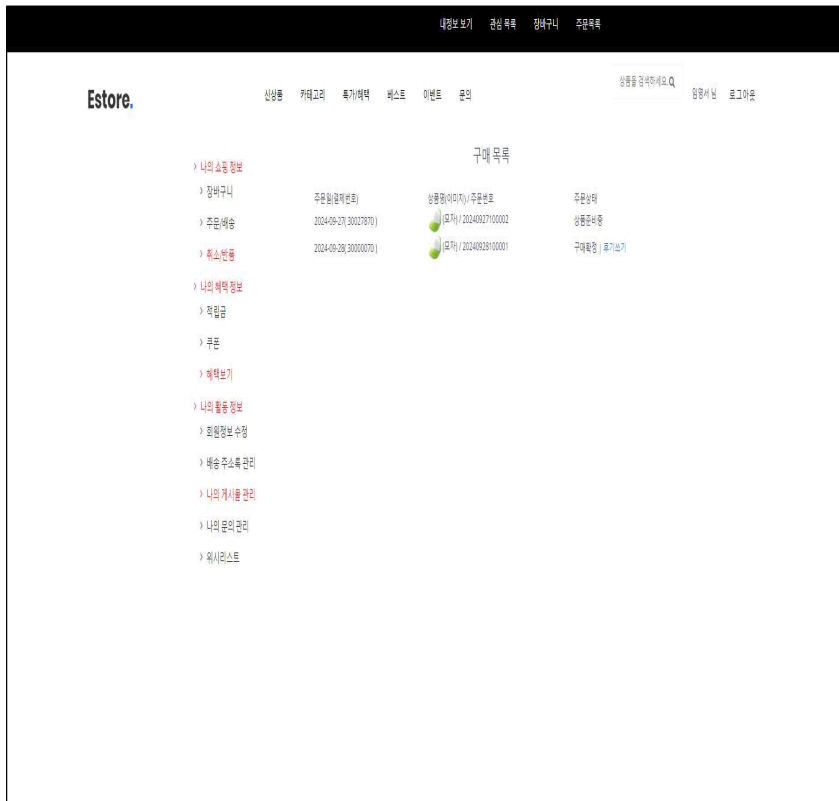 내정보 보기 관심 목록 장바구니 주문목록
상품을 검색하세요.
Estore. 신상품 카테고리 특가/혜택 베스트 이벤트 문의 임영서 님 로그아웃
구매 목록
> 나의 쇼핑 정보
> 장바구니
> 주문/배송
> 취소/반품
> 나의 혜택 정보
> 적립금
> 쿠폰
> 혜택보기
> 나의 활동 정보
> 회원정보 수정
> 배송 주소록 관리
> 나의 게시물 관리
> 나의 문의 관리
> 위시리스트
주문일(결제번호) 상품명(이미지) / 주문번호 주문상태
2024-09-27( 30027870 ) (모자) / 20240927100002 상품준비중
2024-09-28( 30000070 ) (모자) / 20240928100001 구매확정 | 후기쓰기